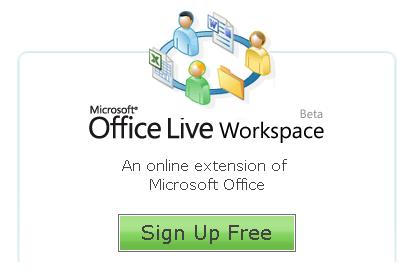 Microsoft®
Office Live Workspace Beta
An online extension of
Microsoft Office
Sign Up Free